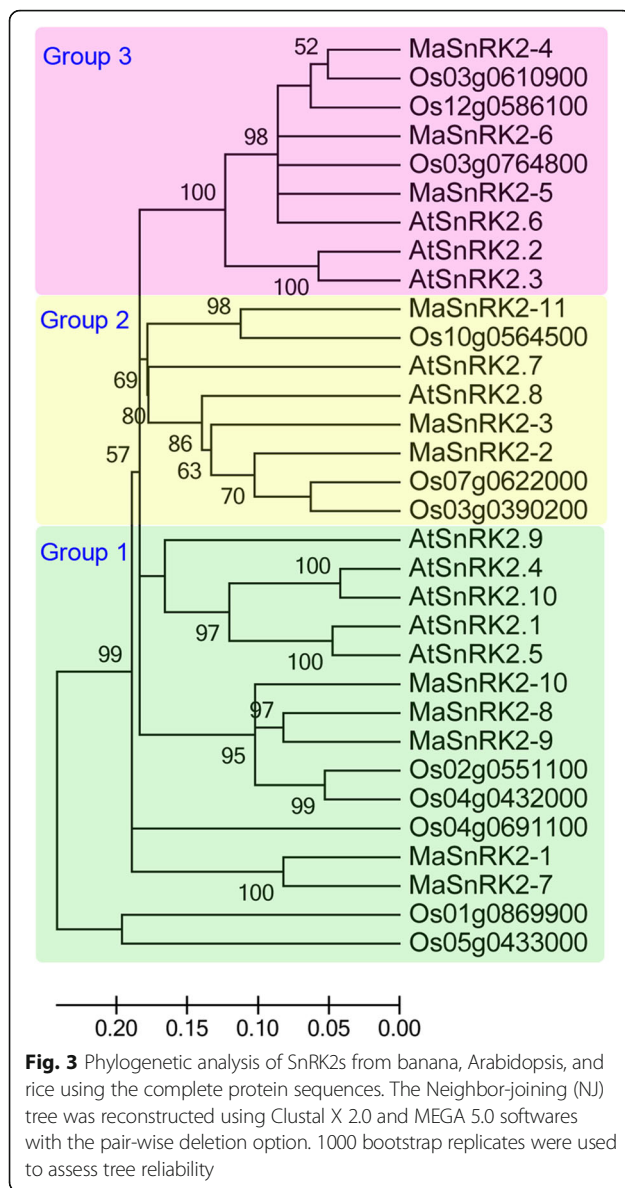 Group 3
52
MaSnRK2-4
Os03g0610900
Os12g0586100
98
MaSnRK2-6
Os03g0764800
100
MaSnRK2-5
AtSnRK2.6
AtSnRK2.2
100
AtSnRK2.3
Group 2
98
MaSnRK2-11
Os10g0564500
69
AtSnRK2.7
80
AtSnRK2.8
86
MaSnRK2-3
57
63
MaSnRK2-2
70
Os07g0622000
Os03g0390200
Group 1
AtSnRK2.9
100
AtSnRK2.4
AtSnRK2.10
97
AtSnRK2.1
100
AtSnRK2.5
99
MaSnRK2-10
97
MaSnRK2-8
95
MaSnRK2-9
Os02g0551100
99
Os04g0432000
Os04g0691100
MaSnRK2-1
100
MaSnRK2-7
Os01g0869900
Os05g0433000
0.20 0.15 0.10 0.05 0.00
Fig. 3 Phylogenetic analysis of SnRK2s from banana, Arabidopsis, and
rice using the complete protein sequences. The Neighbor-joining (NJ)
tree was reconstructed using Clustal X 2.0 and MEGA 5.0 softwares
with the pair-wise deletion option. 1000 bootstrap replicates were used
to assess tree reliability